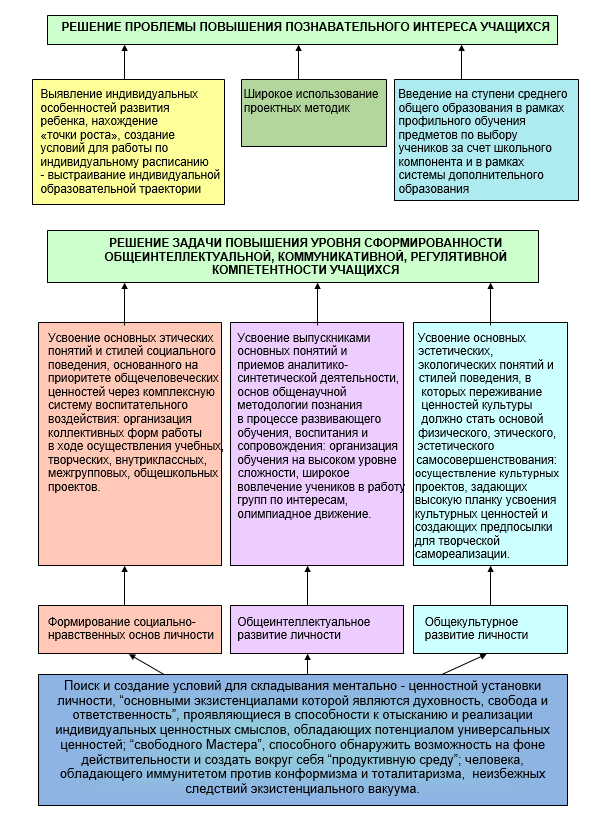 РЕШЕНИЕ ПРОБЛЕМЫ ПОВЫШЕНИЯ ПОЗНАВАТЕЛЬНОГО ИНТЕРЕСА УЧАЩИХСЯ
Выявление индивидуальных
особенностей развития
ребенка, нахождение
«точки роста», создание
условий для работы по
индивидуальному расписанию
- выстраивание индивидуальной
образовательной траектории
Широкое использование
проектных методик
Введение на ступени среднего
общего образования в рамках
профильного обучения
предметов по выбору
учеников за счет школьного
компонента и в рамках
системы дополнительного
образования
РЕШЕНИЕ ЗАДАЧИ ПОВЫШЕНИЯ УРОВНЯ СФОРМИРОВАННОСТИ
ОБЩЕИНТЕЛЛЕКТУАЛЬНОЙ, КОММУНИКАТИВНОЙ, РЕГУЛЯТИВНОЙ
КОМПЕТЕНТНОСТИ УЧАЩИХСЯ
Усвоение основных этических
понятий и стилей социального
поведения, основанного на
приоритете общечеловеческих
ценностей через комплексную
систему воспитательного
воздействия: организация
коллективных форм работы
в ходе осуществления учебных,
творческих, внутриклассных,
межгрупповых, общешкольных
проектов.
Усвоение выпускниками
основных понятий и
приемов аналитико-
синтетической деятельности,
основ общенаучной
методологии познания
в процессе развивающего
обучения, воспитания и
сопровождения: организация
обучения на высоком уровне
сложности, широкое
вовлечение учеников в работу
групп по интересам,
олимпиадное движение.
Усвоение основных
эстетических,
экологических понятий и
стилей поведения, в
которых переживание
ценностей культуры
должно стать основой
физического, этического,
эстетического
самосовершенствования:
осуществление культурных
проектов, задающих
высокую планку усвоения
культурных ценностей и
создающих предпосылки
для творческой
самореализации.
Формирование социально-
нравственных основ личности
Общеинтеллектуальное
развитие личности
Общекультурное
развитие личности
Поиск и создание условий для складывания ментально - ценностной установки
личности, “основными экзистенциалами которой являются духовность, свобода и
ответственность”, проявляющиеся в способности к отысканию и реализации
индивидуальных ценностных смыслов, обладающих потенциалом универсальных
ценностей; “свободного Мастера”, способного обнаружить возможность на фоне
действительности и создать вокруг себя “продуктивную среду”; человека,
обладающего иммунитетом против конформизма и тоталитаризма, неизбежных
следствий экзистенциального вакуума.